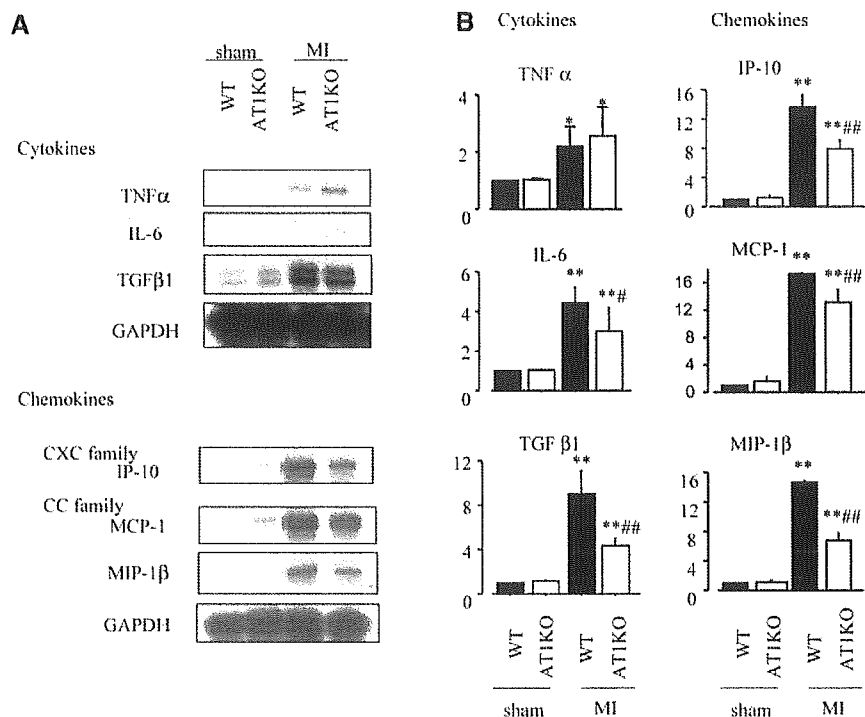 A
sham MI
WT AT1KO WT AT1KO
Cytokines
TNFα
IL-6
TGFβ1
GAPDH
Chemokines
CXC family
IP-10
CC family
MCP-1
MIP-1β
GAPDH
B
Cytokines Chemokines
TNF α
4
2
0
* *
IP-10
16
12
8
4
0
** **##
IL-6
6
4
2
0
** **#
MCP-1
16
12
8
4
0
** **##
TGF β1
12
8
4
0
** **##
MIP-1β
16
12
8
4
0
** **##
WT AT1KO WT AT1KO WT AT1KO WT AT1KO
sham MI sham MI